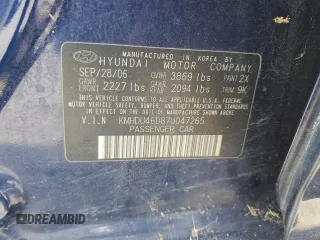 MANUFACTURED IN KOREA BY
HYUNDAI MOTOR COMPANY
SEP/28/06 GVWR 3869 lbs PAINT 2X
GAWR FRONT 2227 lbs GAWR REAR 2094 lbs TRIM 9K
THIS VEHICLE CONFORMS TO ALL APPLICABLE U.S. FEDERAL
MOTOR VEHICLE SAFETY, BUMPER, AND THEFT PREVENTION
STANDARDS IN EFFECT ON THE DATE OF MANUFACTURE
SHOWN ABOVE.
V.I.N KMHDU46D87U047265
PASSENGER CAR
DREAMBID